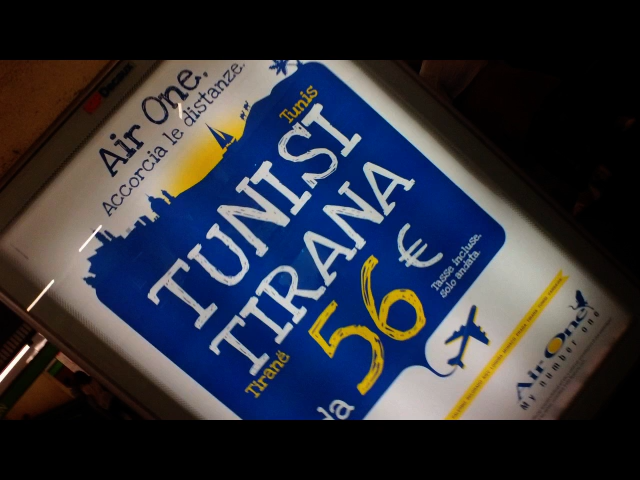 Decaux
Air One.
Accorcia le distanze.
Tunis
TUNISI
TIRANA
Tiranë
da 56 €
Tasse incluse.
solo andata.
Air One
My number one